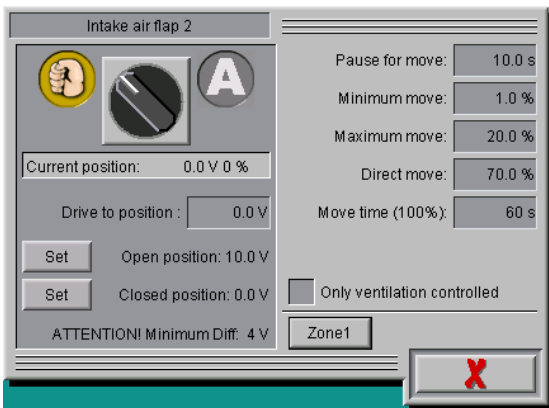 Intake air flap 2
A
Current position: 0.0 V 0 %
Drive to position : 0.0 V
Set Open position: 10.0 V
Set Closed position: 0.0 V
ATTENTION! Minimum Diff: 4 V
Pause for move: 10.0 s
Minimum move: 1.0 %
Maximum move: 20.0 %
Direct move: 70.0 %
Move time (100%): 60 s
Only ventilation controlled
Zone1
X